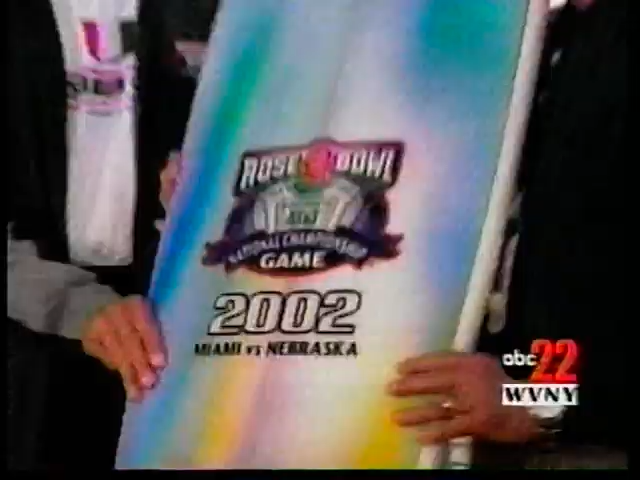 ROSE BOWL
NATIONAL CHAMPIONSHIP
GAME
2002
MIAMI vs NEBRASKA
abc 22
WVNY